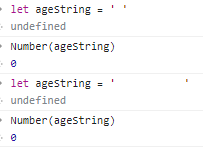 let ageString = ' '
undefined
Number(ageString)
0
let ageString = '          '
undefined
Number(ageString)
0